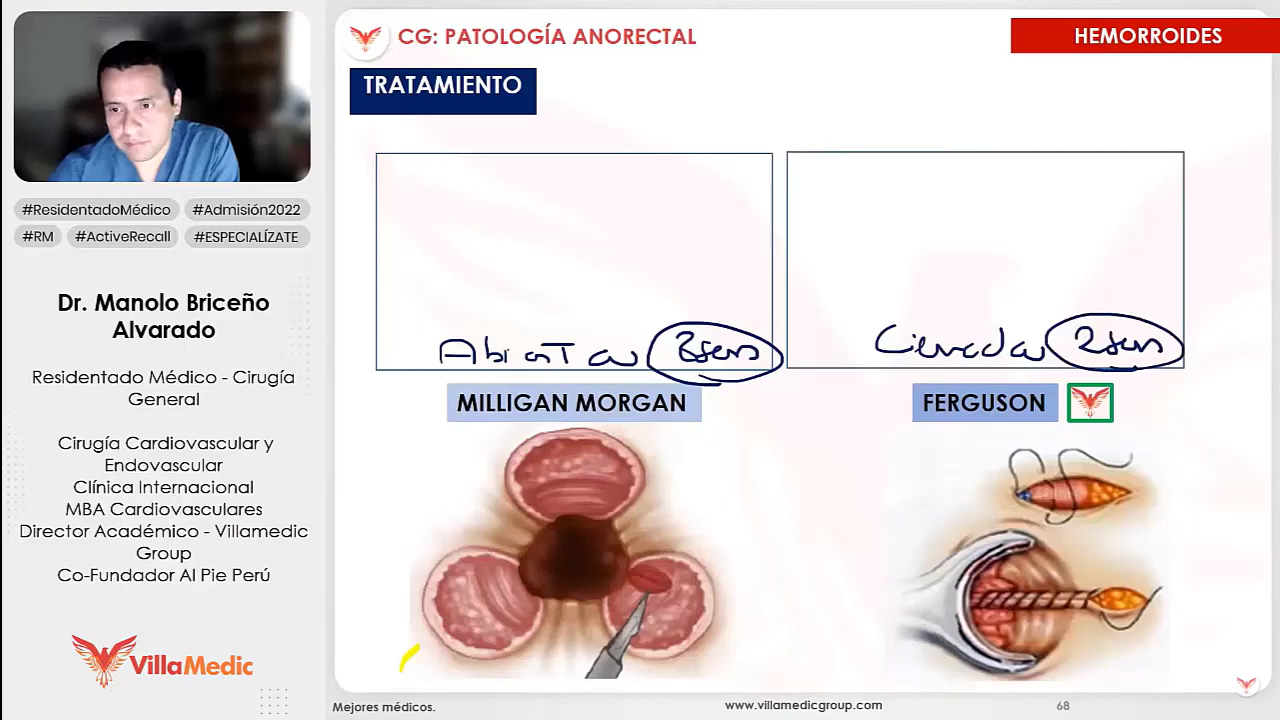 CG: PATOLOGÍA ANORECTAL
HEMORROIDES
TRATAMIENTO
#ResidentadoMédico #Admisión2022
#RM #ActiveRecall #ESPECIALÍZATE
Dr. Manolo Briceño
Alvarado
Residentado Médico - Cirugía
General
Cirugía Cardiovascular y
Endovascular
Clínica Internacional
MBA Cardiovasculares
Director Académico - Villamedic
Group
Co-Fundador Al Pie Perú
VillaMedic
Abierta
Cerrada 2sem
MILLIGAN MORGAN
FERGUSON
Mejores médicos.
www.villamedicgroup.com
68